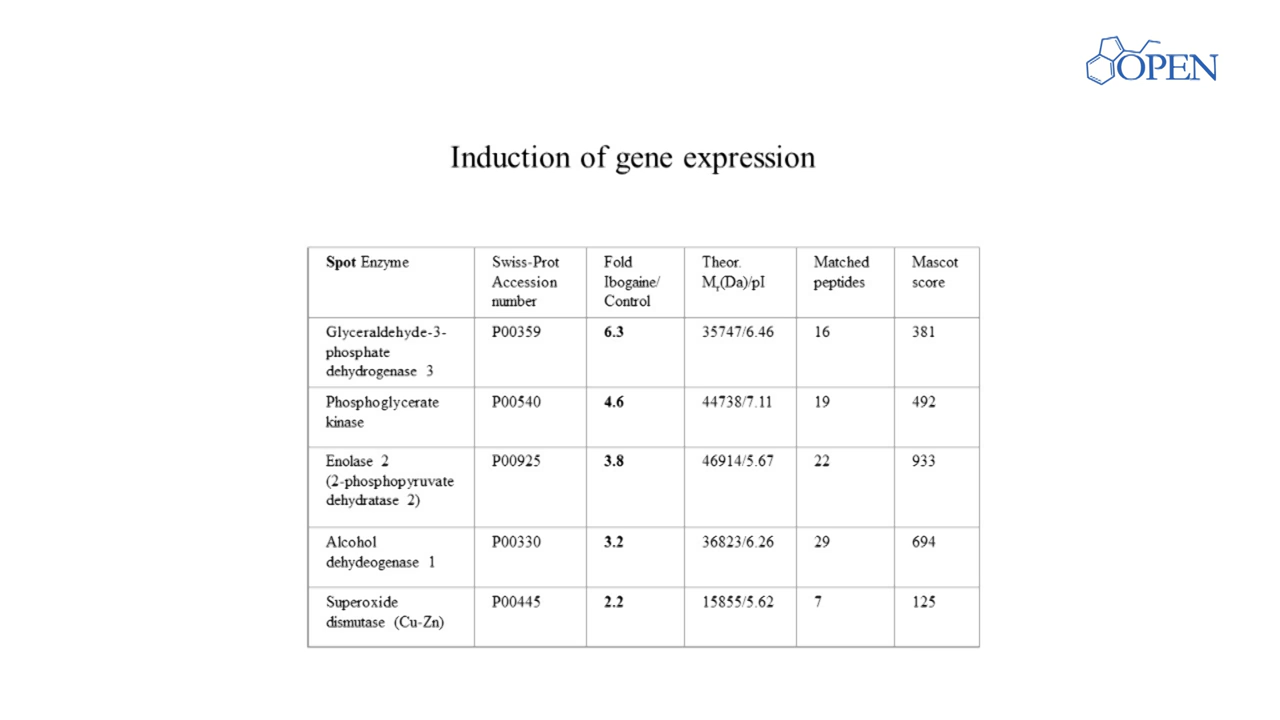 OPEN
Induction of gene expression
Spot Enzyme
Swiss-Prot
Accession
number
Fold
Ibogaine/
Control
Theor.
Mr(Da)/pI
Matched
peptides
Mascot
score
Glyceraldehyde-3-
phosphate
dehydrogenase 3
P00359
6.3
35747/6.46
16
381
Phosphoglycerate
kinase
P00540
4.6
44738/7.11
19
492
Enolase 2
(2-phosphopyruvate
dehydratase 2)
P00925
3.8
46914/5.67
22
933
Alcohol
dehydeogenase 1
P00330
3.2
36823/6.26
29
694
Superoxide
dismutase (Cu-Zn)
P00445
2.2
15855/5.62
7
125